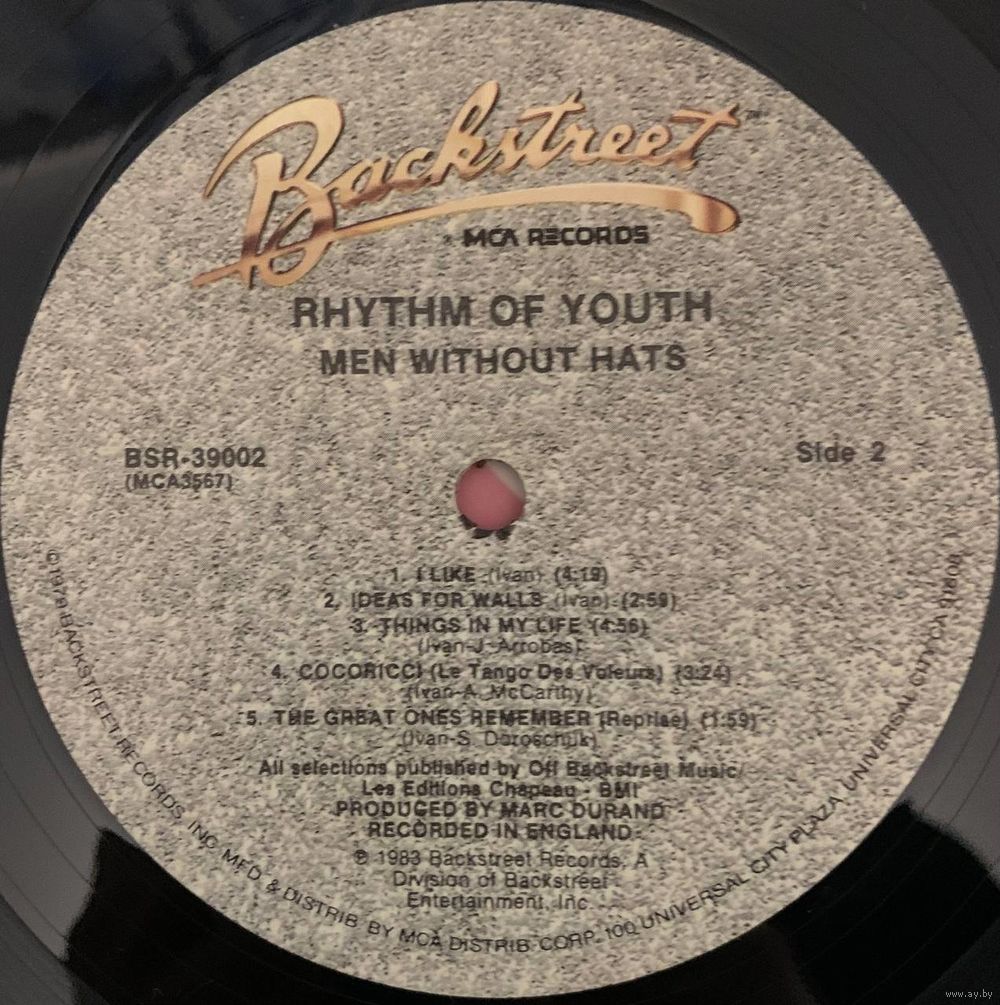 Backstreet™
MCA RECORDS
RHYTHM OF YOUTH
MEN WITHOUT HATS
BSR-39002
(MCA3567)
Side 2
1. I LIKE (Ivan) (4:19)
2. IDEAS FOR WALLS (Ivan) (2:59)
3. THINGS IN MY LIFE (4:56)
(Ivan-J. Arrobas)
4. COCORICCI (Le Tango Des Voleurs) (3:24)
(Ivan-A. McCarthy)
5. THE GREAT ONES REMEMBER (Reprise) (1:59)
(Ivan-S. Doroschuk)
All selections published by Off Backstreet Music/
Les Editions Chapeau - BMI
PRODUCED BY MARC DURAND
RECORDED IN ENGLAND
℗ 1983 Backstreet Records, A
Division of Backstreet
Entertainment, Inc.
©1979 BACKSTREET RECORDS, INC. MFD & DISTRIB BY MCA DISTRIB. CORP. 100 UNIVERSAL CITY PLAZA, UNIVERSAL CITY, CA
www.ay.by